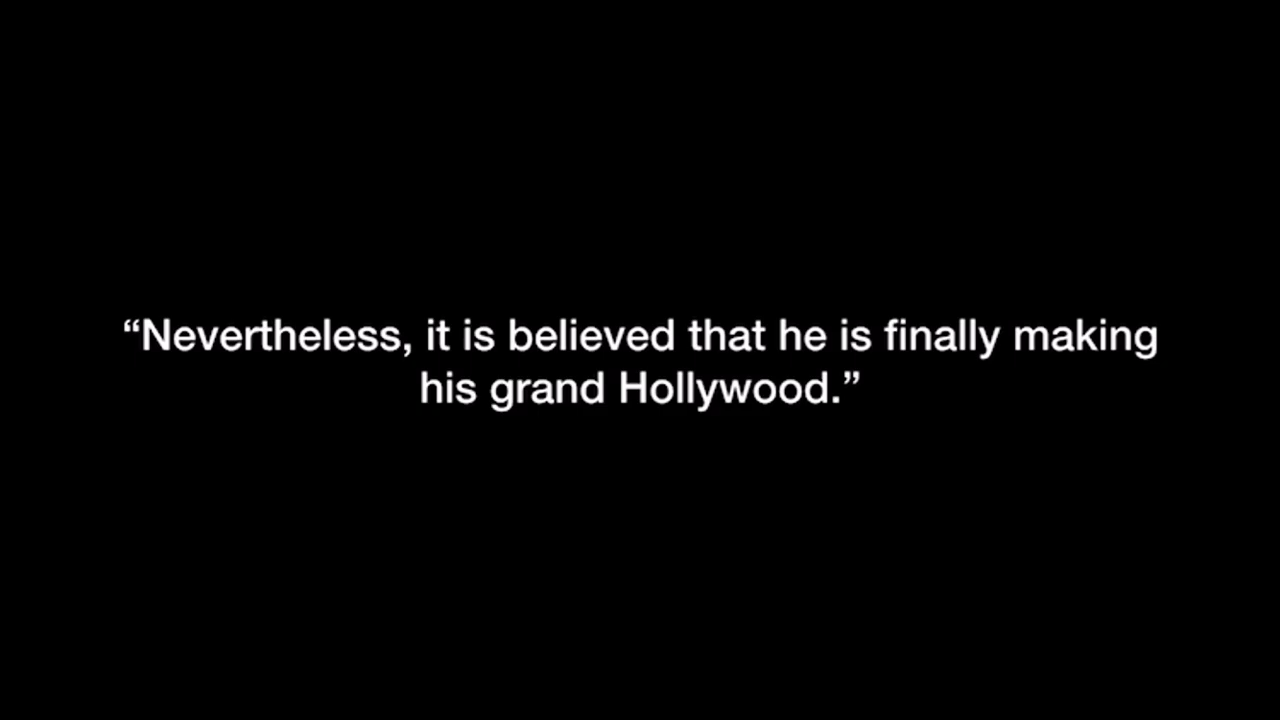 “Nevertheless, it is believed that he is finally making
his grand Hollywood.”